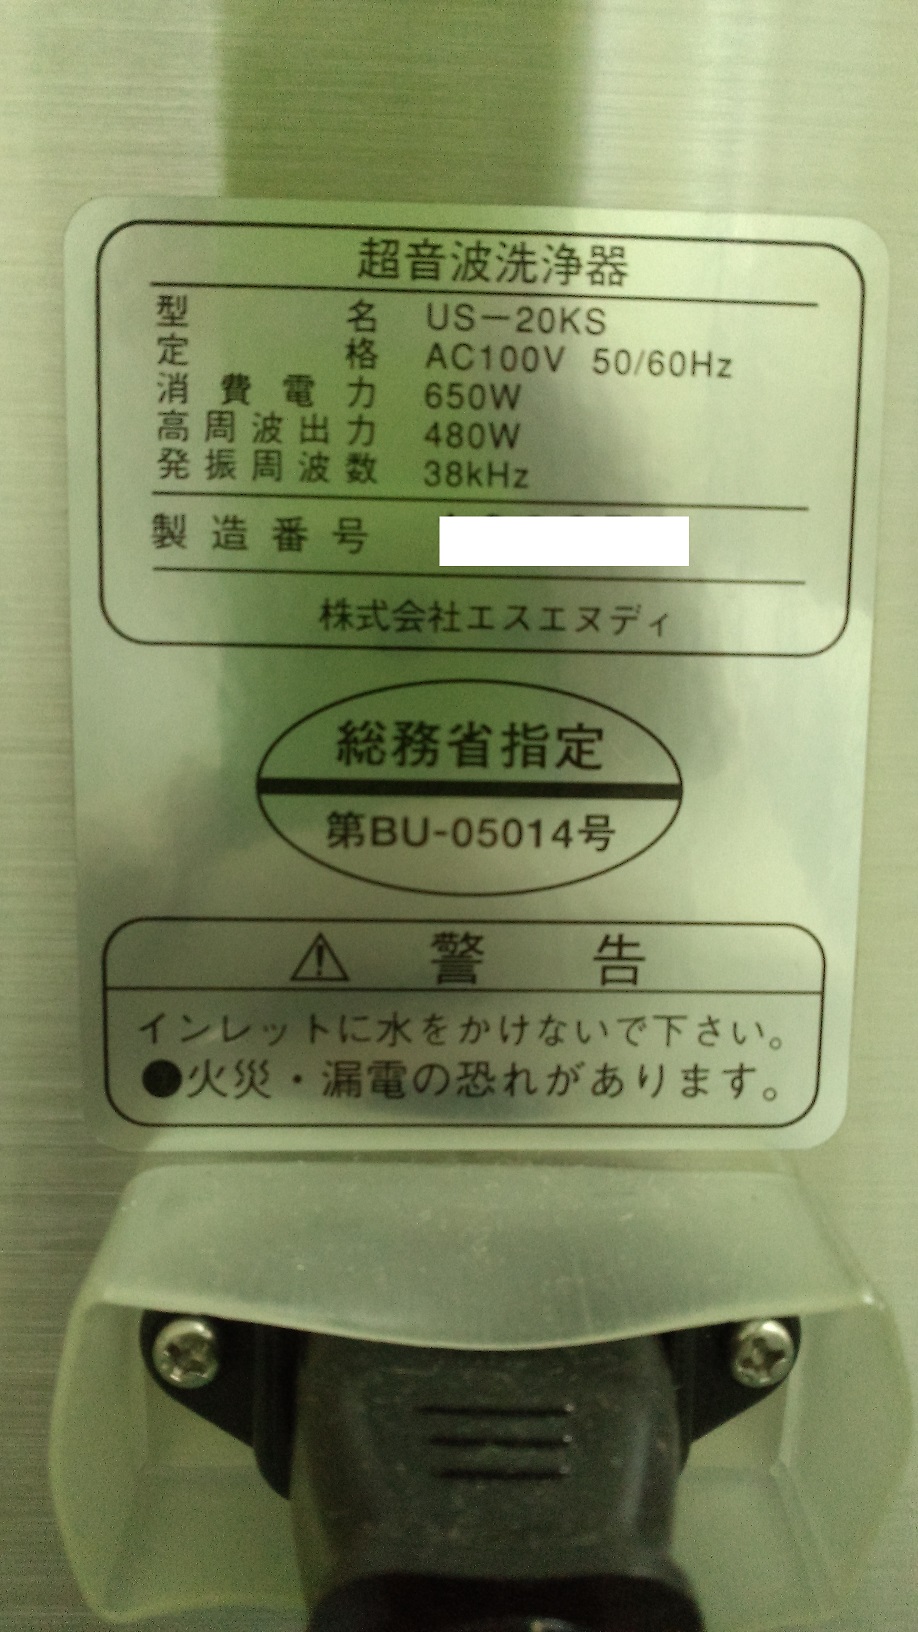 超音波洗浄器
型名 US－20KS
定格 AC100V 50/60Hz
消費電力 650W
高周波出力 480W
発振周波数 38kHz
製造番号
株式会社エスエヌディ
総務省指定
第BU-05014号
⚠ 警告
インレットに水をかけないで下さい。
●火災・漏電の恐れがあります。